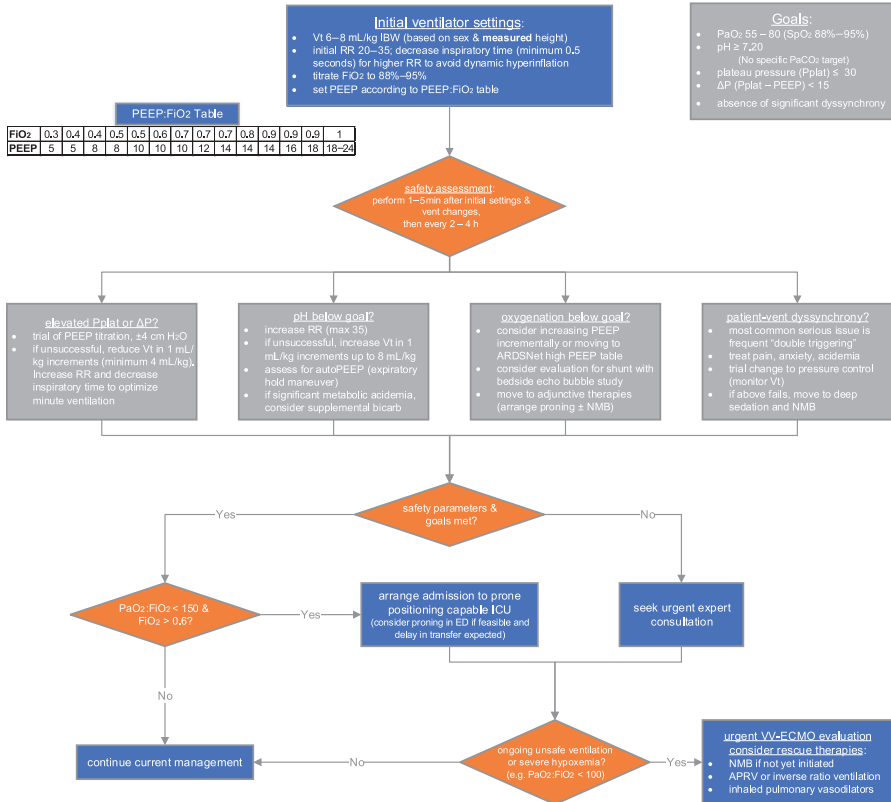 Initial ventilator settings:
• Vt 6–8 mL/kg IBW (based on sex & measured height)
• initial RR 20–35; decrease inspiratory time (minimum 0.5
seconds) for higher RR to avoid dynamic hyperinflation
• titrate FiO2 to 88%–95%
• set PEEP according to PEEP:FiO2 table
Goals:
• PaO2 55 – 80 (SpO2 88%–95%)
• pH ≥ 7.20
(No specific PaCO2 target)
• plateau pressure (Pplat) ≤ 30
• ΔP (Pplat – PEEP) < 15
• absence of significant dyssynchrony
PEEP:FiO2 Table
FiO2 0.3 0.4 0.4 0.5 0.5 0.6 0.7 0.7 0.7 0.8 0.9 0.9 0.9 1
PEEP 5 5 8 8 10 10 10 12 14 14 14 16 18 18–24
safety assessment:
perform 1–5min after initial settings &
vent changes,
then every 2 – 4 h
elevated Pplat or ΔP?
• trial of PEEP titration, ±4 cm H2O
• if unsuccessful, reduce Vt in 1 mL/
kg increments (minimum 4 mL/kg).
Increase RR and decrease
inspiratory time to optimize
minute ventilation
pH below goal?
• increase RR (max 35)
• if unsuccessful, increase Vt in 1
mL/kg increments up to 8 mL/kg
• assess for autoPEEP (expiratory
hold maneuver)
• if significant metabolic acidemia,
consider supplemental bicarb
oxygenation below goal?
• consider increasing PEEP
incrementally or moving to
ARDSNet high PEEP table
• consider evaluation for shunt with
bedside echo bubble study
• move to adjunctive therapies
(arrange proning ± NMB)
patient-vent dyssynchrony?
• most common serious issue is
frequent “double triggering”
• treat pain, anxiety, acidemia
• trial change to pressure control
(monitor Vt)
• if above fails, move to deep
sedation and NMB
safety parameters &
goals met?
Yes
No
PaO2:FiO2 < 150 &
FiO2 > 0.6?
Yes
arrange admission to prone
positioning capable ICU
(consider proning in ED if feasible and
delay in transfer expected)
seek urgent expert
consultation
No
continue current management
No
ongoing unsafe ventilation
or severe hypoxemia?
(e.g. PaO2:FiO2 < 100)
Yes
urgent VV–ECMO evaluation
consider rescue therapies:
• NMB if not yet initiated
• APRV or inverse ratio ventilation
• inhaled pulmonary vasodilators